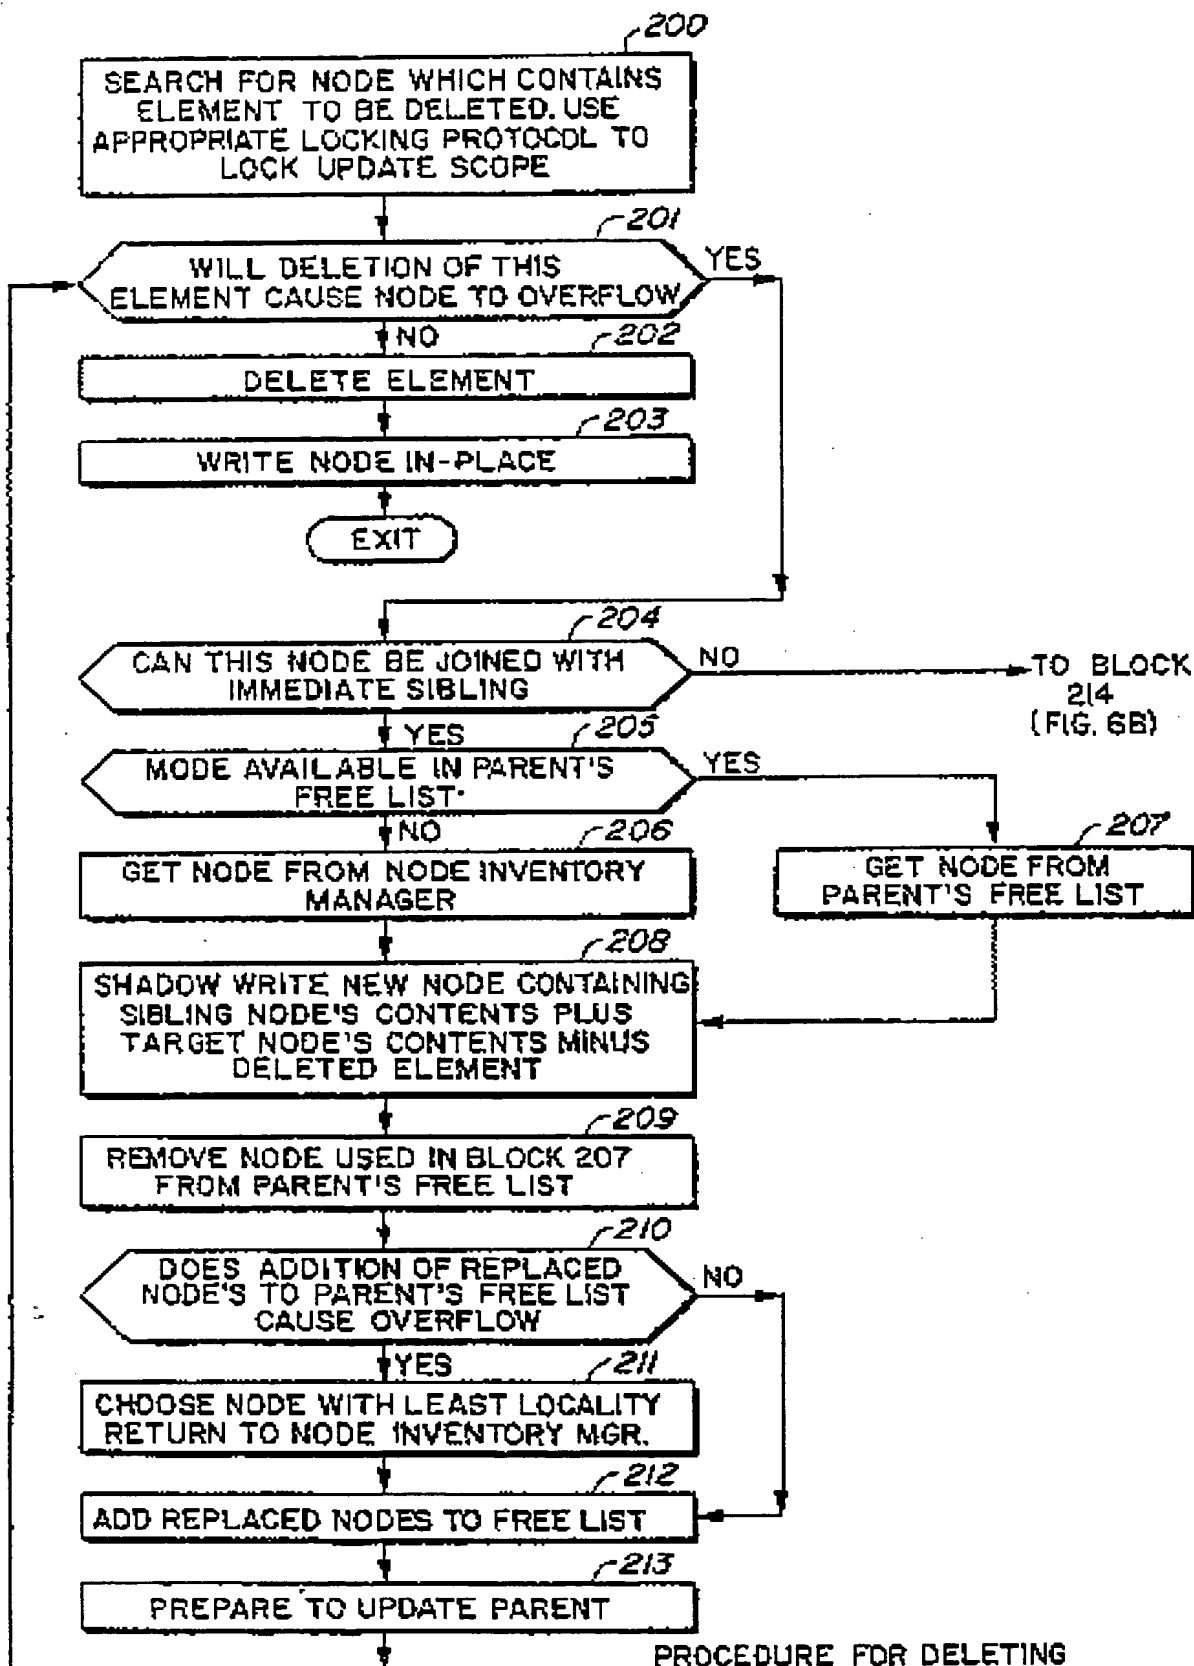 200
SEARCH FOR NODE WHICH CONTAINS
ELEMENT TO BE DELETED. USE
APPROPRIATE LOCKING PROTOCOL TO
LOCK UPDATE SCOPE
201
WILL DELETION OF THIS
ELEMENT CAUSE NODE TO OVERFLOW
YES
NO
202
DELETE ELEMENT
203
WRITE NODE IN-PLACE
EXIT
204
CAN THIS NODE BE JOINED WITH
IMMEDIATE SIBLING
NO
TO BLOCK
214
(FIG. 6B)
YES
205
MODE AVAILABLE IN PARENT'S
FREE LIST
YES
NO
206
GET NODE FROM NODE INVENTORY
MANAGER
207
GET NODE FROM
PARENT'S FREE LIST
208
SHADOW WRITE NEW NODE CONTAINING
SIBLING NODE'S CONTENTS PLUS
TARGET NODE'S CONTENTS MINUS
DELETED ELEMENT
209
REMOVE NODE USED IN BLOCK 207
FROM PARENT'S FREE LIST
210
DOES ADDITION OF REPLACED
NODE'S TO PARENT'S FREE LIST
CAUSE OVERFLOW
NO
YES
211
CHOOSE NODE WITH LEAST LOCALITY
RETURN TO NODE INVENTORY MGR.
212
ADD REPLACED NODES TO FREE LIST
213
PREPARE TO UPDATE PARENT
PROCEDURE FOR DELETING